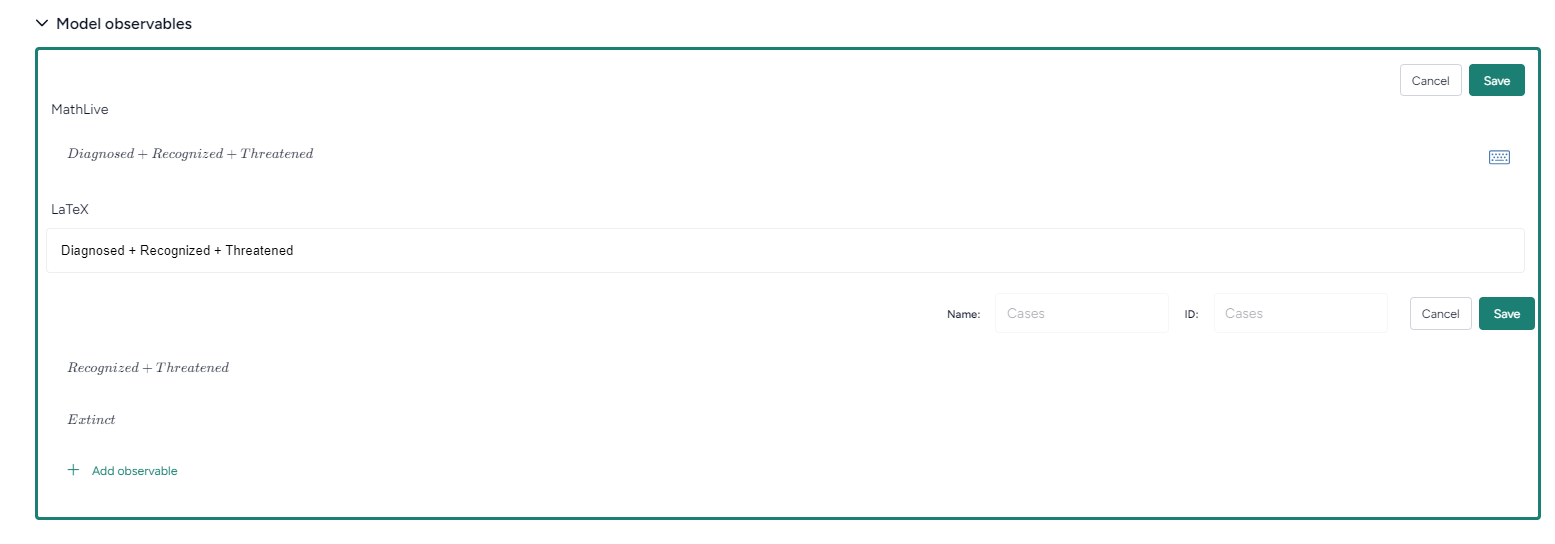 Model observables
Cancel Save
MathLive
Diagnosed + Recognized + Threatened
LaTeX
Diagnosed + Recognized + Threatened
Name: Cases ID: Cases Cancel Save
Recognized + Threatened
Extinct
+ Add observable